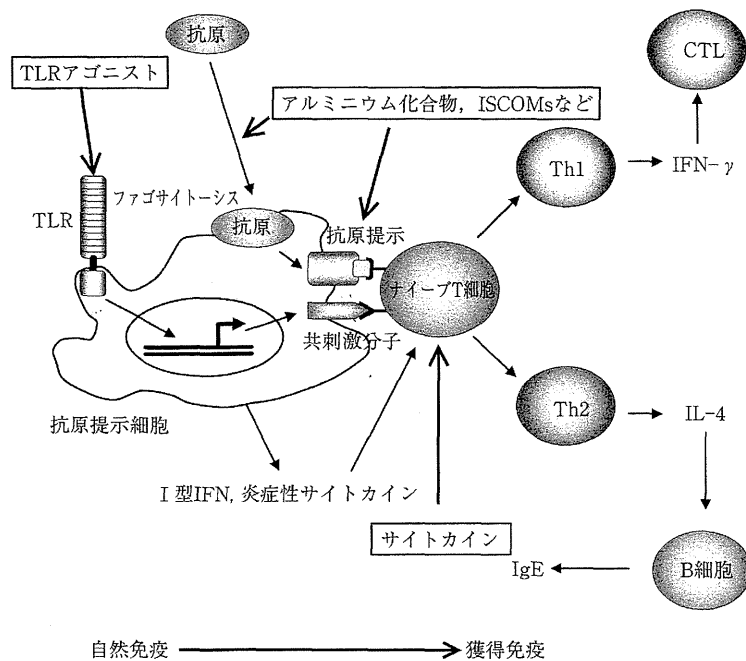 抗原
CTL
TLRアゴニスト
アルミニウム化合物, ISCOMsなど
Th1
IFN-γ
ファゴサイトーシス
TLR
抗原
抗原提示
ナイーブT細胞
共刺激分子
抗原提示細胞
Th2
IL-4
I型IFN, 炎症性サイトカイン
サイトカイン
IgE
B細胞
自然免疫
獲得免疫